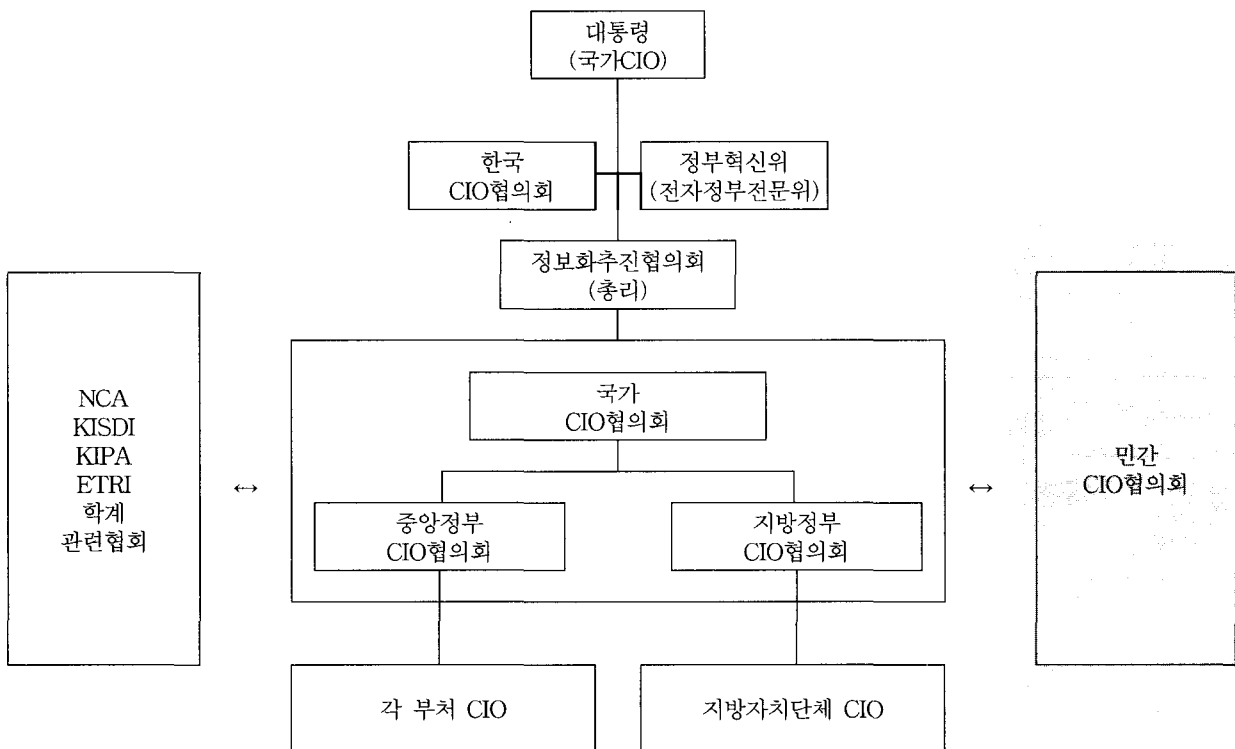 대통령
(국가CIO)
한국
CIO협의회
정부혁신위
(전자정부전문위)
정보화추진협의회
(총리)
NCA
KISDI
KIPA
ETRI
학계
관련협회
↔
국가
CIO협의회
중앙정부
CIO협의회
지방정부
CIO협의회
↔
민간
CIO협의회
각 부처 CIO
지방자치단체 CIO